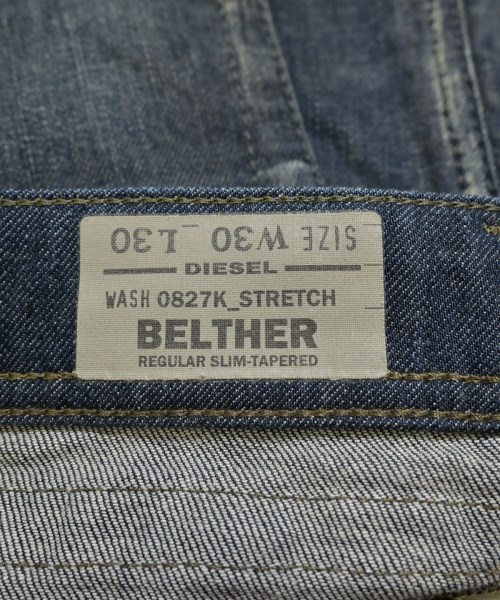 SIZE W30 L30
DIESEL
WASH 0827K_STRETCH
BELTHER
REGULAR SLIM-TAPERED